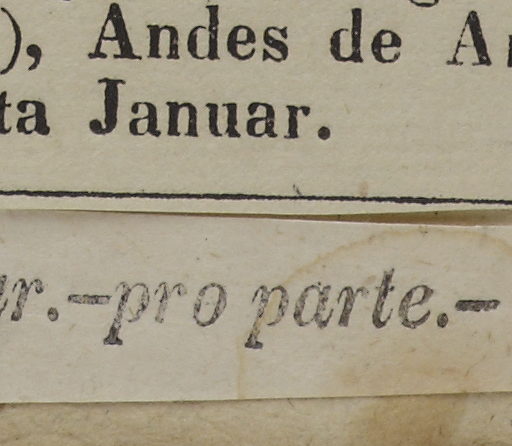 ), Andes de A
ta Januar.
r.—pro parte.—